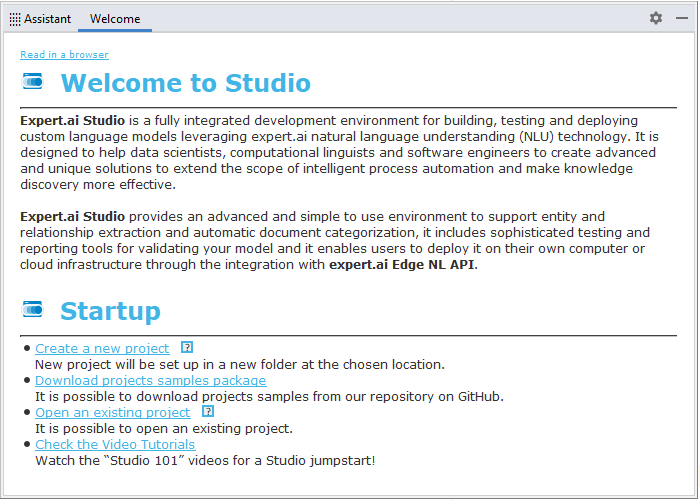 Assistant Welcome
Read in a browser
Welcome to Studio
Expert.ai Studio is a fully integrated development environment for building, testing and deploying
custom language models leveraging expert.ai natural language understanding (NLU) technology. It is
designed to help data scientists, computational linguists and software engineers to create advanced
and unique solutions to extend the scope of intelligent process automation and make knowledge
discovery more effective.
Expert.ai Studio provides an advanced and simple to use environment to support entity and
relationship extraction and automatic document categorization, it includes sophisticated testing and
reporting tools for validating your model and it enables users to deploy it on their own computer or
cloud infrastructure through the integration with expert.ai Edge NL API.
Startup
• Create a new project ?
New project will be set up in a new folder at the chosen location.
• Download projects samples package
It is possible to download projects samples from our repository on GitHub.
• Open an existing project ?
It is possible to open an existing project.
• Check the Video Tutorials
Watch the “Studio 101” videos for a Studio jumpstart!